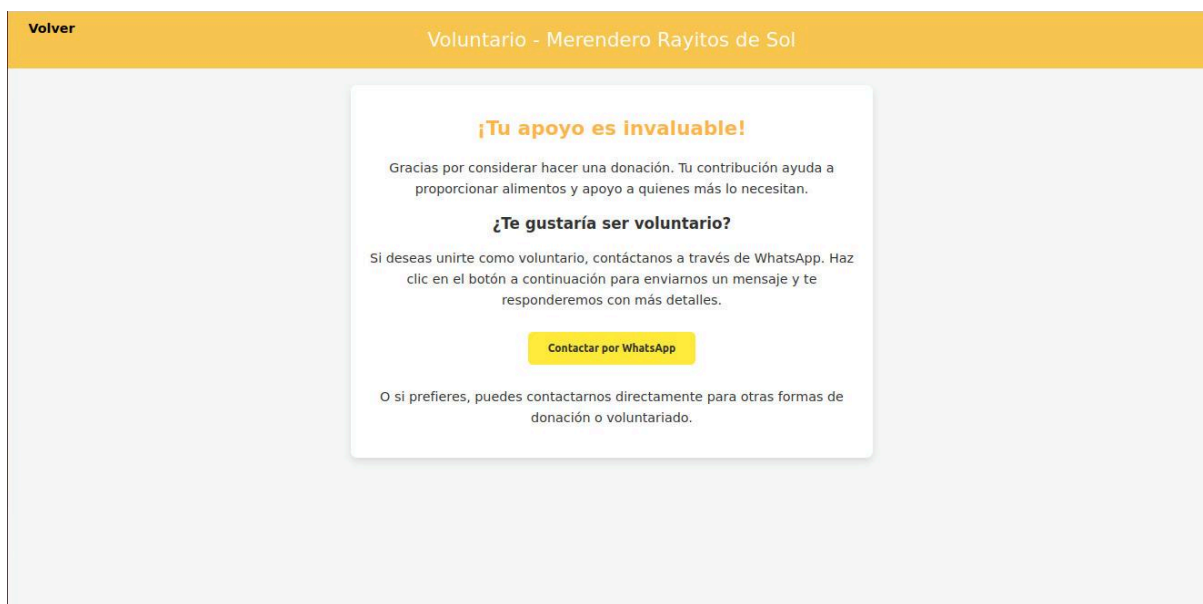 Volver
Voluntario - Merendero Rayitos de Sol
¡Tu apoyo es invaluable!
Gracias por considerar hacer una donación. Tu contribución ayuda a
proporcionar alimentos y apoyo a quienes más lo necesitan.
¿Te gustaría ser voluntario?
Si deseas unirte como voluntario, contáctanos a través de WhatsApp. Haz
clic en el botón a continuación para enviarnos un mensaje y te
responderemos con más detalles.
Contactar por WhatsApp
O si prefieres, puedes contactarnos directamente para otras formas de
donación o voluntariado.